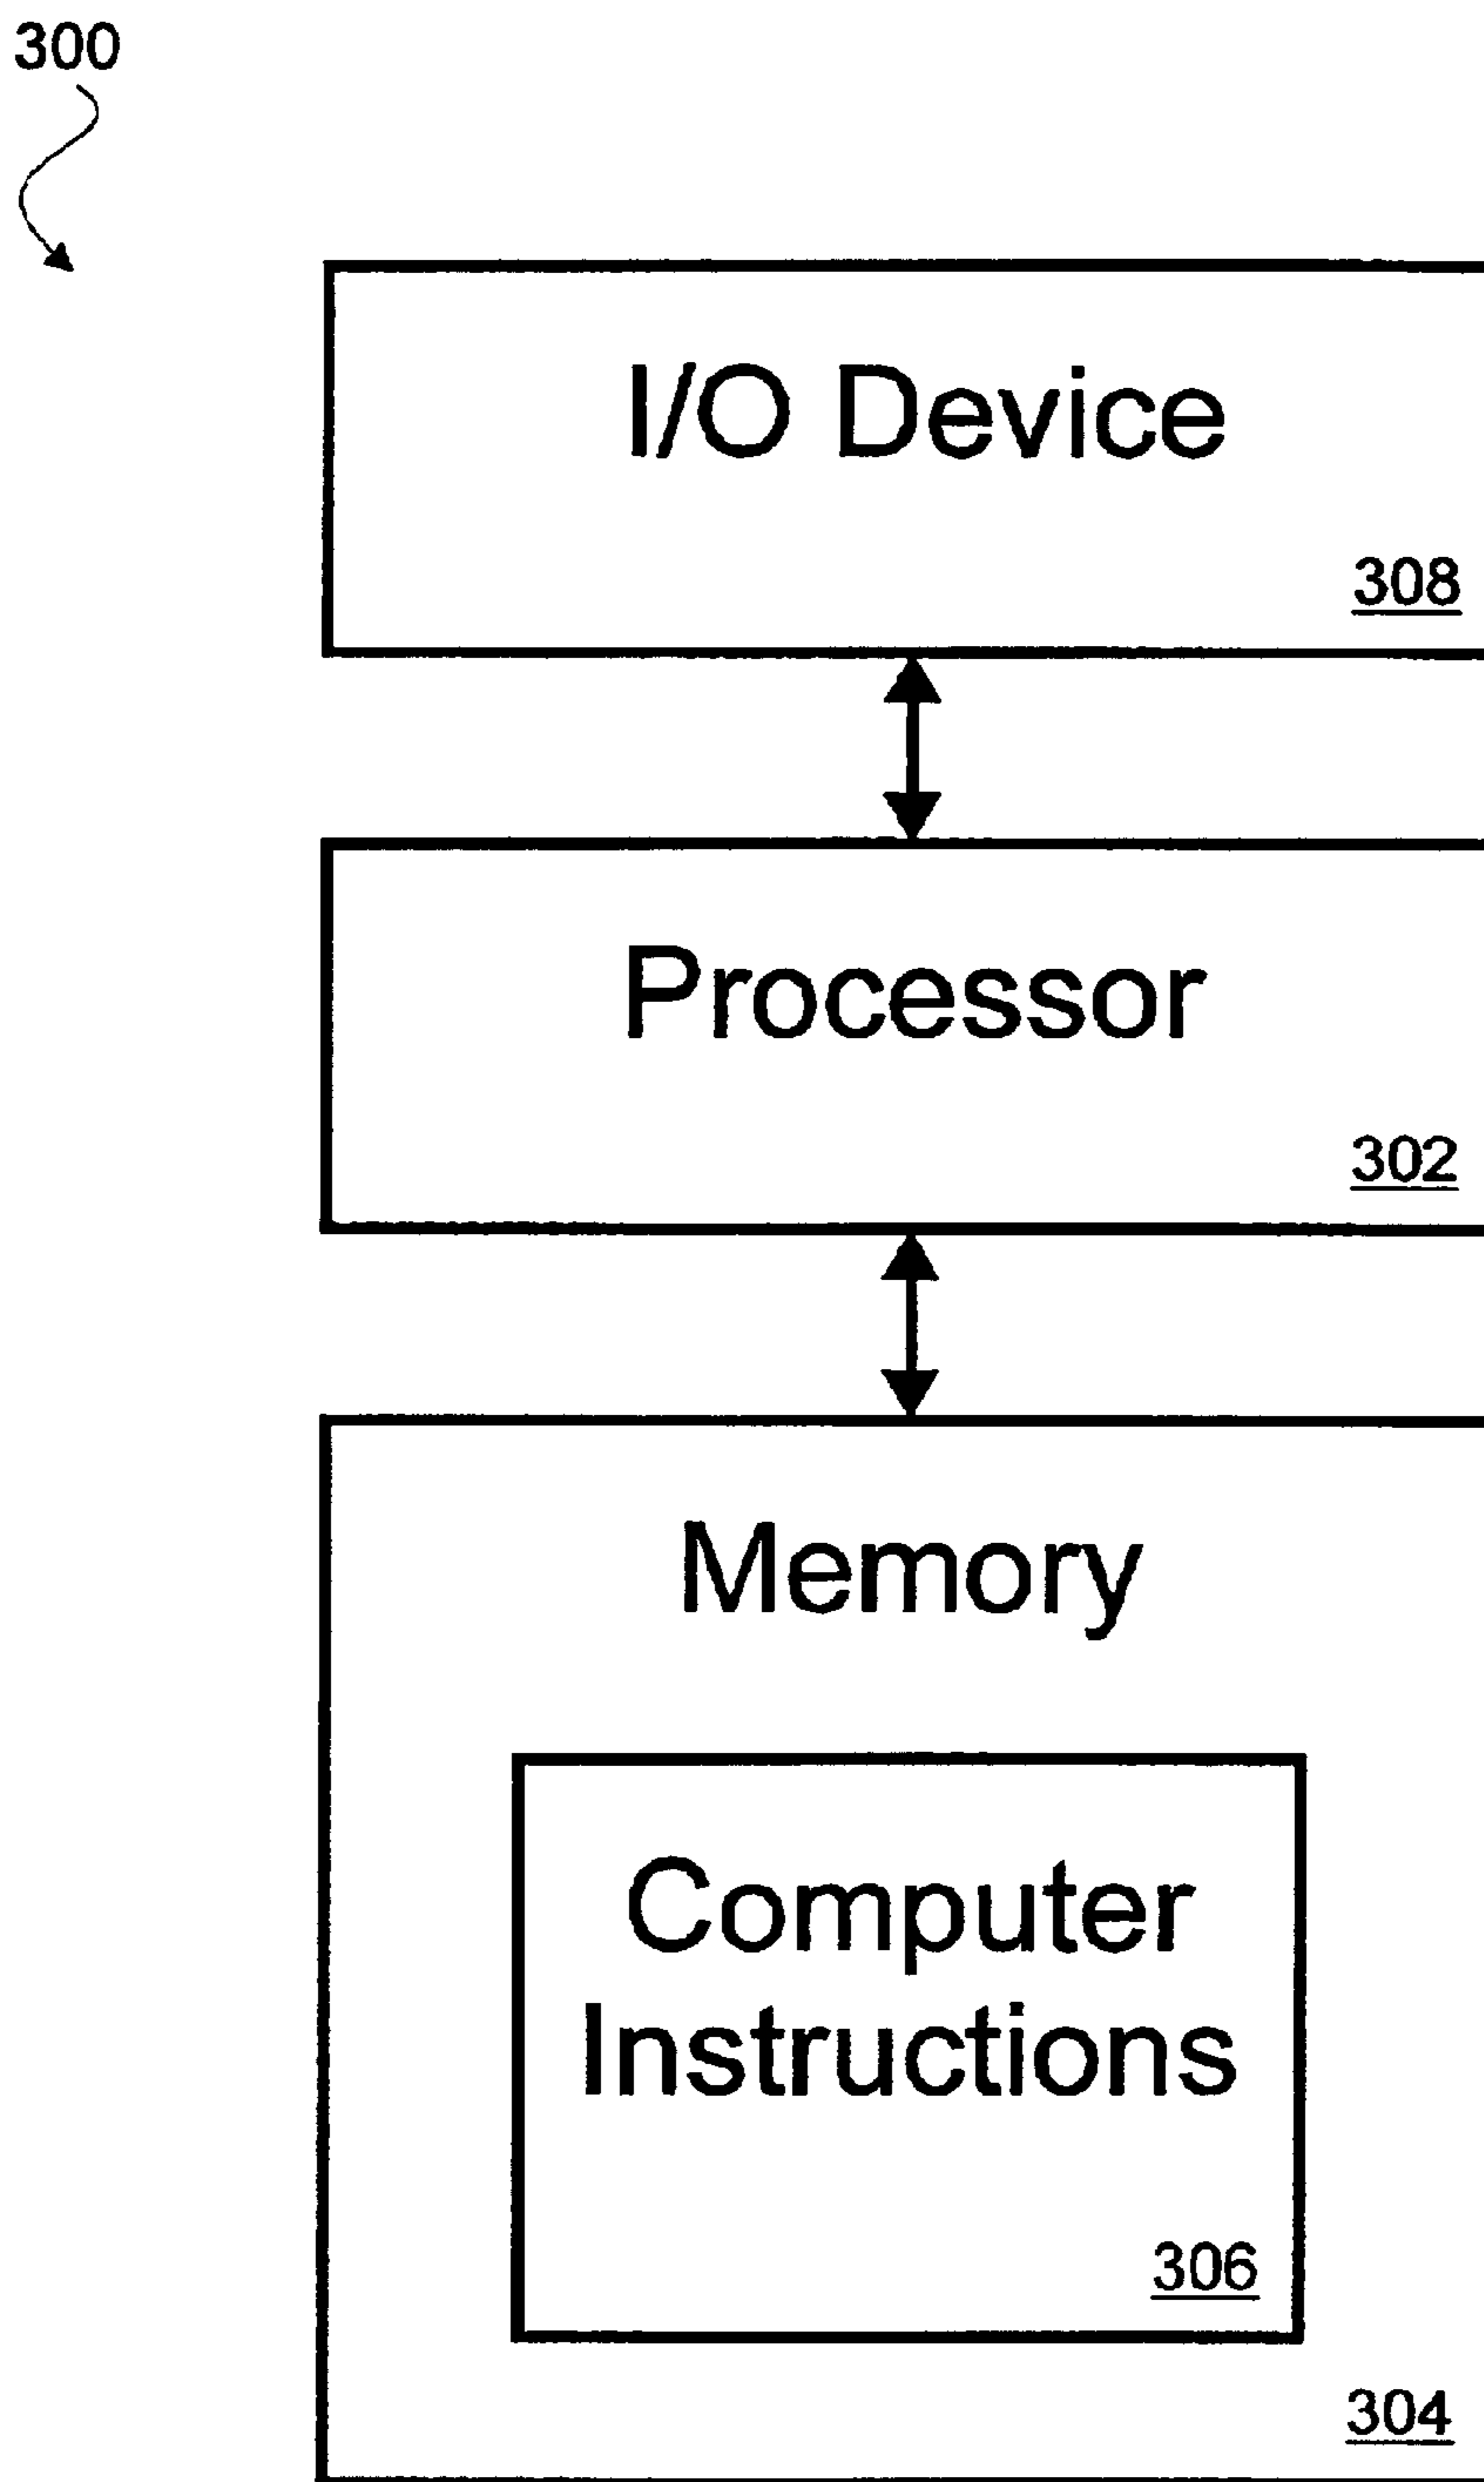 300
I/O Device
308
Processor
302
Memory
Computer
Instructions
306
304